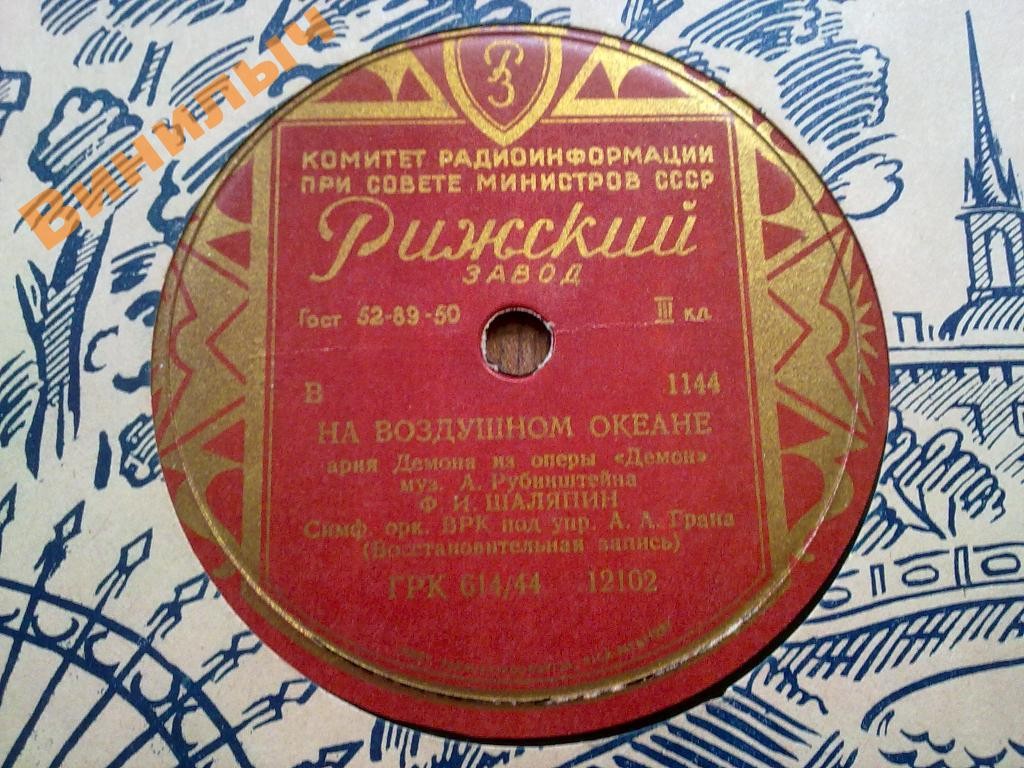 Винилыч
РЗ
КОМИТЕТ РАДИОИНФОРМАЦИИ
ПРИ СОВЕТЕ МИНИСТРОВ СССР
Рижский
ЗАВОД
Гост 52-89-50 III кл.
В 1144
НА ВОЗДУШНОМ ОКЕАНЕ
ария Демона из оперы «Демон»
муз. А. Рубинштейна
Ф. И. ШАЛЯПИН
Симф. орк. ВРК под упр. А. А. Грана
(Восстановительная запись)
ГРК 614/44 12102